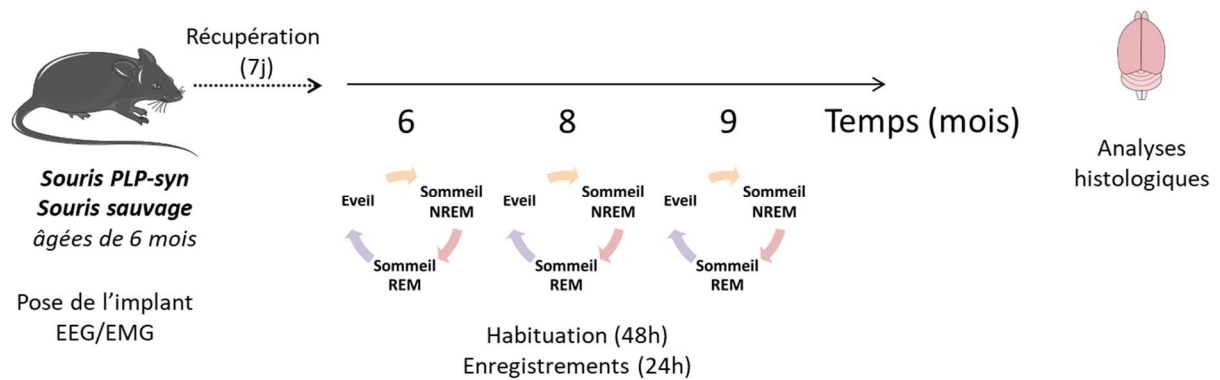 Récupération
(7j)
6
8
9
Temps (mois)
Souris PLP-syn
Souris sauvage
âgées de 6 mois
Pose de l'implant
EEG/EMG
Eveil
Sommeil
NREM
Sommeil
REM
Eveil
Sommeil
NREM
Sommeil
REM
Eveil
Sommeil
NREM
Sommeil
REM
Habituation (48h)
Enregistrements (24h)
Analyses
histologiques